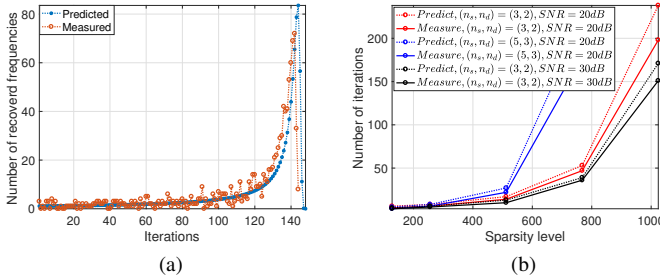 Predicted
Measured
Number of recoverd frequencies
80
60
40
20
0
20 40 60 80 100 120 140
Iterations
(a)
Predict, (n_s, n_d) = (3, 2), SNR = 20dB
Measure, (n_s, n_d) = (3, 2), SNR = 20dB
Predict, (n_s, n_d) = (5, 3), SNR = 20dB
Measure, (n_s, n_d) = (5, 3), SNR = 20dB
Predict, (n_s, n_d) = (3, 2), SNR = 30dB
Measure, (n_s, n_d) = (3, 2), SNR = 30dB
Number of iterations
200
150
100
50
200 400 600 800 1000
Sparsity level
(b)